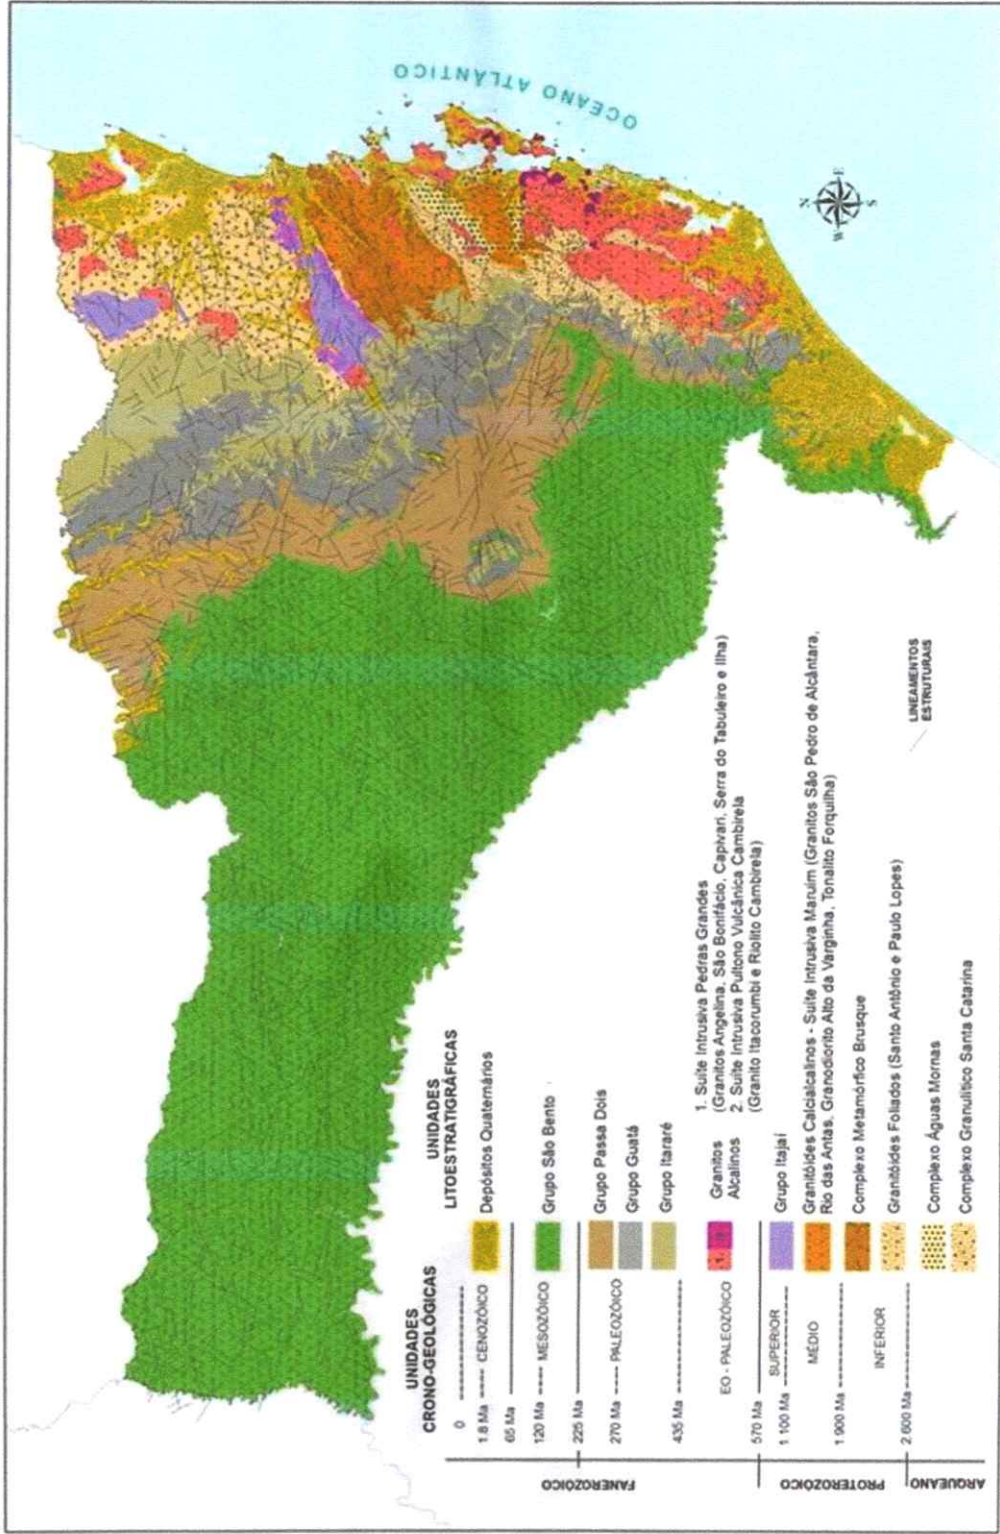 OCEANO ATLÂNTICO
N
E
S
W
UNIDADES
CRONO-GEOLÓGICAS
UNIDADES
LITOESTRATIGRÁFICAS
0
1.8 Ma
CENOZÓICO
Depósitos Quaternários
65 Ma
120 Ma
MESOZÓICO
Grupo São Bento
225 Ma
270 Ma
PALEOZÓICO
Grupo Passa Dois
Grupo Guatá
Grupo Itararé
435 Ma
EO - PALEOZÓICO
1.
Granitos
Alcalinos
1. Suíte Intrusiva Pedras Grandes
(Granitos Angelina, São Bonifácio, Capivari, Serra do Tabuleiro e Ilha)
2. Suíte Intrusiva Pultono Vulcânica Cambirela
(Granito Itacorumbi e Riolito Cambirela)
570 Ma
SUPERIOR
Grupo Itajaí
1 100 Ma
MÉDIO
Granitóides Calcialcalinos - Suíte Intrusiva Maruim (Granitos São Pedro de Alcântara,
Rio das Antas, Granodiorito Alto da Varginha, Tonalito Forquilha)
1 900 Ma
Complexo Metamórfico Brusque
INFERIOR
Granitóides Foliados (Santo Antônio e Paulo Lopes)
2.600 Ma
Complexo Águas Mornas
Complexo Granulítico Santa Catarina
FANEROZÓICO
PROTEROZÓICO
ARQUEANO
LINEAMENTOS
ESTRUTURAIS